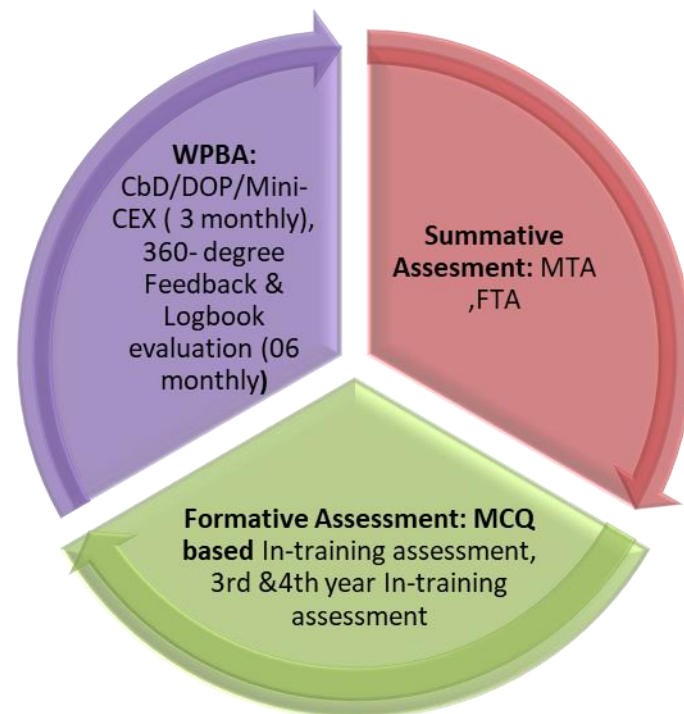 WPBA:
CbD/DOP/Mini-
CEX ( 3 monthly),
360- degree
Feedback &
Logbook
evaluation (06
monthly)
Summative
Assesment: MTA
,FTA
Formative Assessment: MCQ
based In-training assessment,
3rd &4th year In-training
assessment